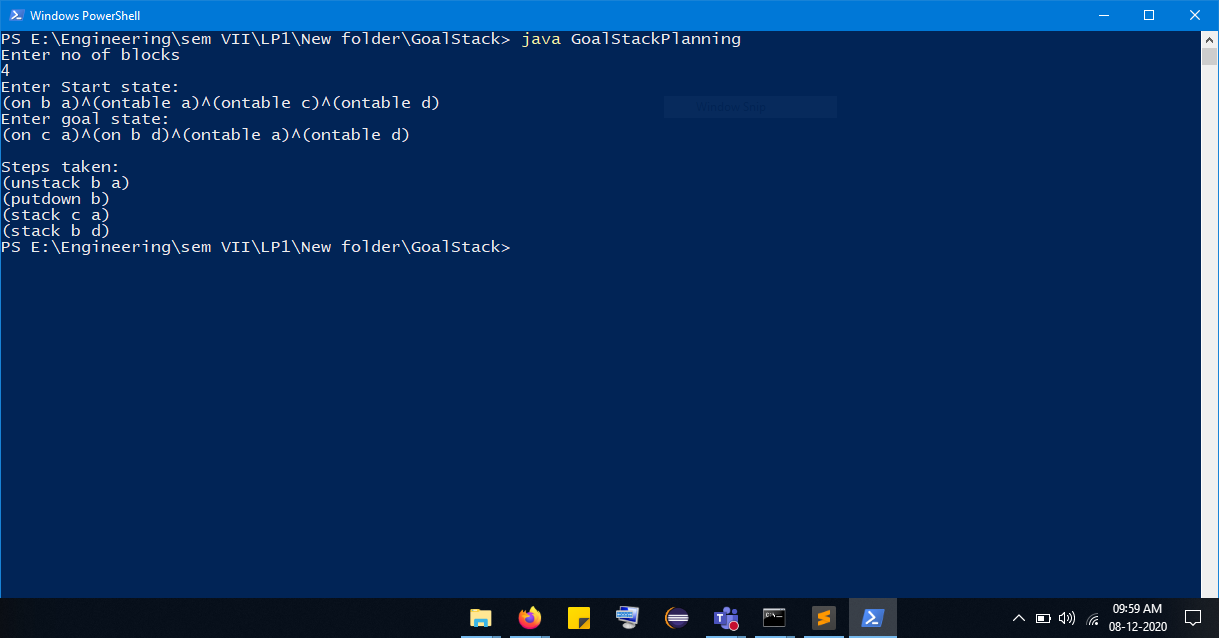 Windows PowerShell
PS E:\Engineering\sem VII\LP1\New folder\GoalStack> java GoalStackPlanning
Enter no of blocks
4
Enter Start state:
(on b a)^(ontable a)^(ontable c)^(ontable d)
Enter goal state:
(on c a)^(on b d)^(ontable a)^(ontable d)
Steps taken:
(unstack b a)
(putdown b)
(stack c a)
(stack b d)
PS E:\Engineering\sem VII\LP1\New folder\GoalStack>
09:59 AM
08-12-2020